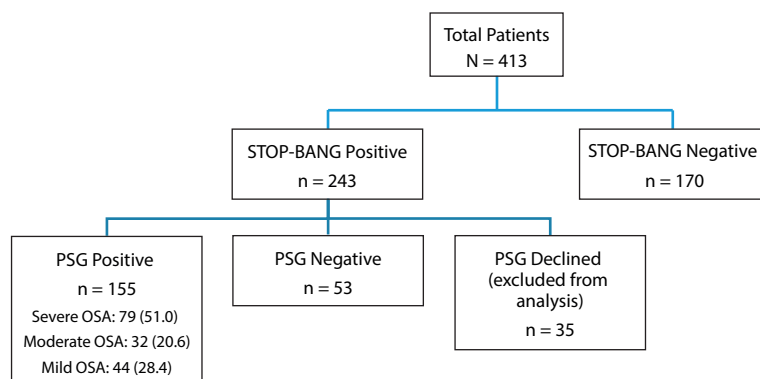 Total Patients
N = 413
STOP-BANG Positive
n = 243
STOP-BANG Negative
n = 170
PSG Positive
n = 155
Severe OSA: 79 (51.0)
Moderate OSA: 32 (20.6)
Mild OSA: 44 (28.4)
PSG Negative
n = 53
PSG Declined
(excluded from
analysis)
n = 35